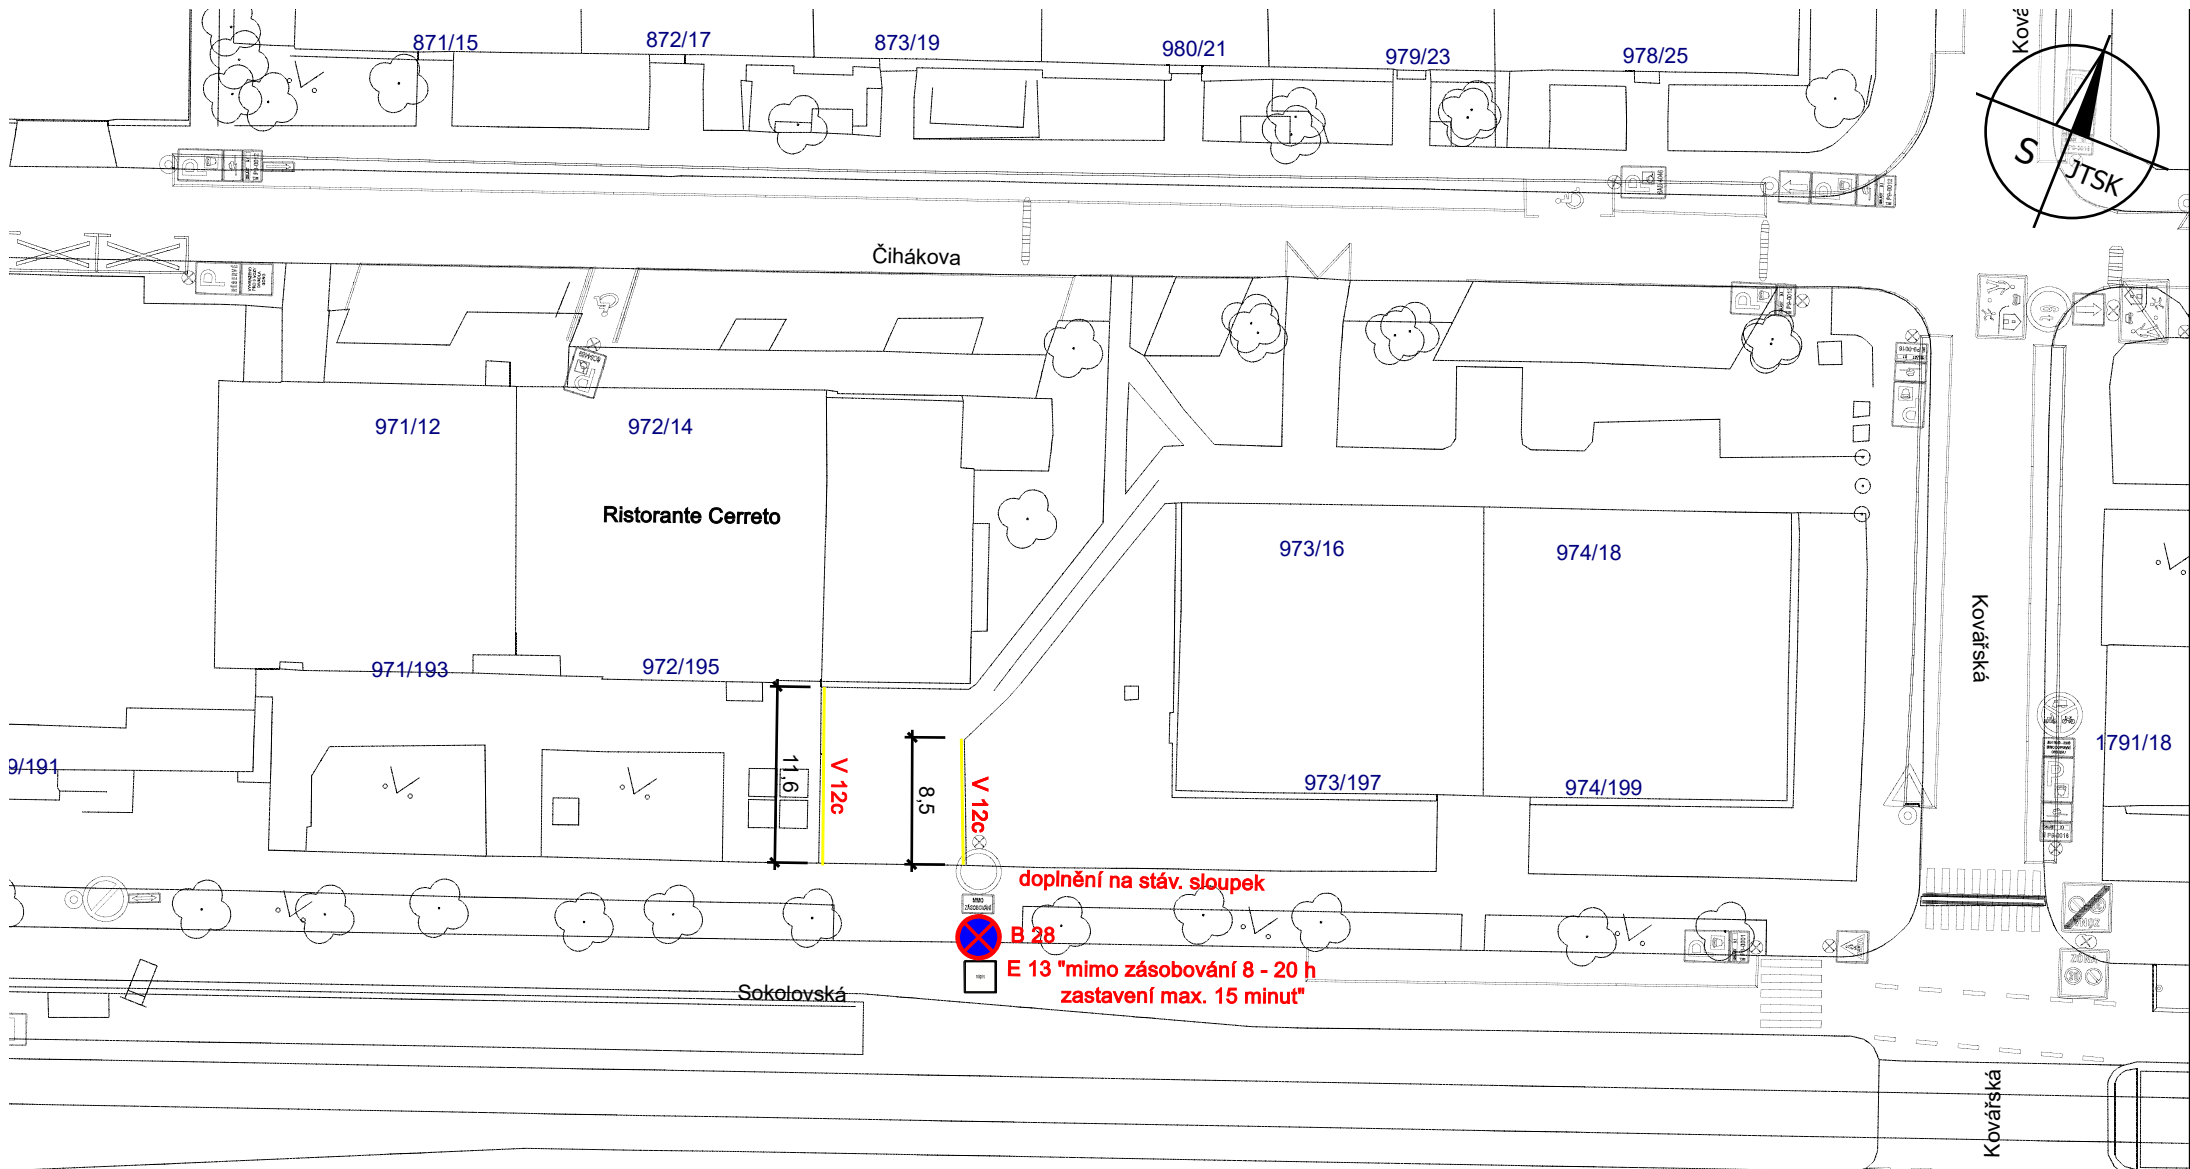 871/15
872/17
873/19
980/21
979/23
978/25
Ková
S
JTSK
Čihákova
971/12
972/14
Ristorante Cerreto
973/16
974/18
Kovářská
971/193
972/195
9/191
11,6
V 12c
8,5
V 12c
973/197
974/199
1791/18
doplnění na stáv. sloupek
B 28
E 13 "mimo zásobování 8 - 20 h
zastavení max. 15 minut"
Sokolovská
Kovářská